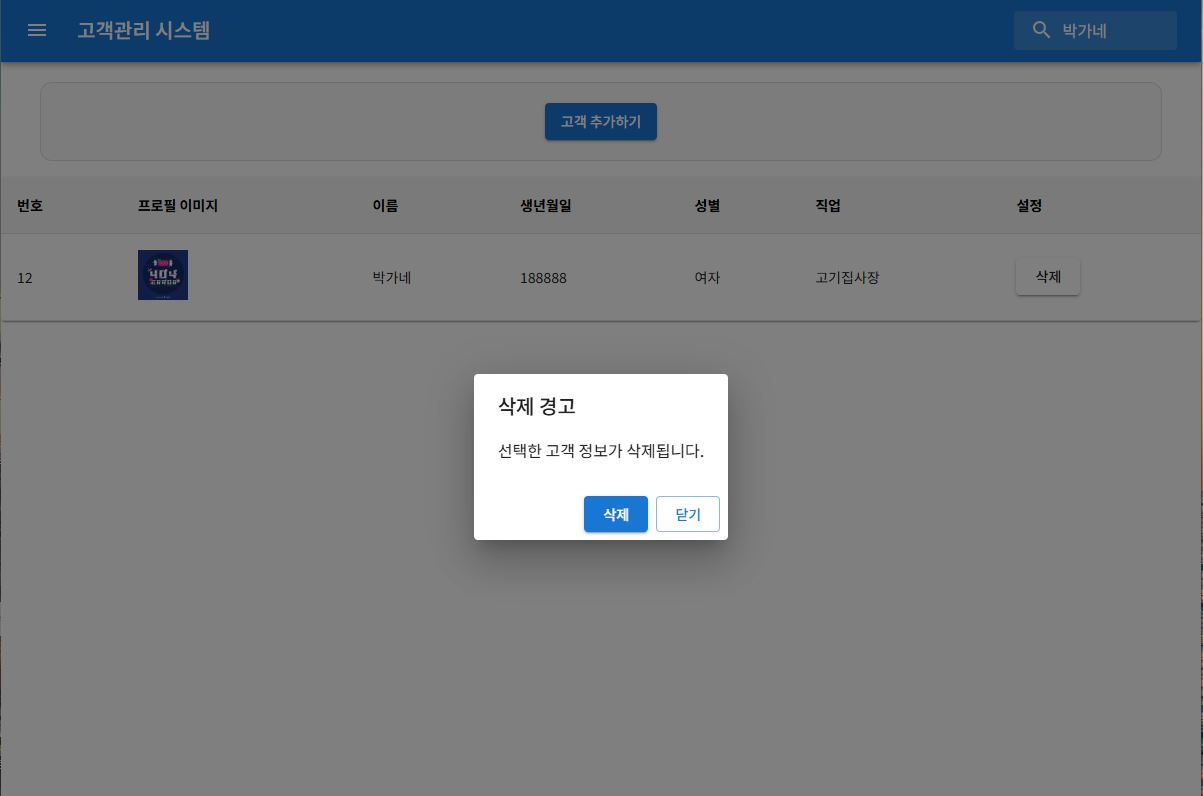 고객관리 시스템
박가네
고객 추가하기
번호 프로필 이미지 이름 생년월일 성별 직업 설정
12 박가네 188888 여자 고기집사장 삭제
삭제 경고
선택한 고객 정보가 삭제됩니다.
삭제 닫기